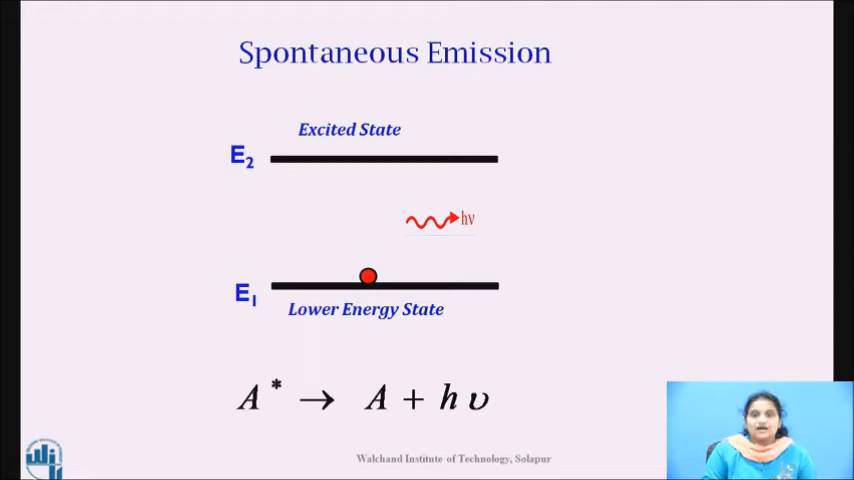 Spontaneous Emission
Excited State
E₂
hν
E₁
Lower Energy State
A* → A + hυ
Walchand Institute of Technology, Solapur